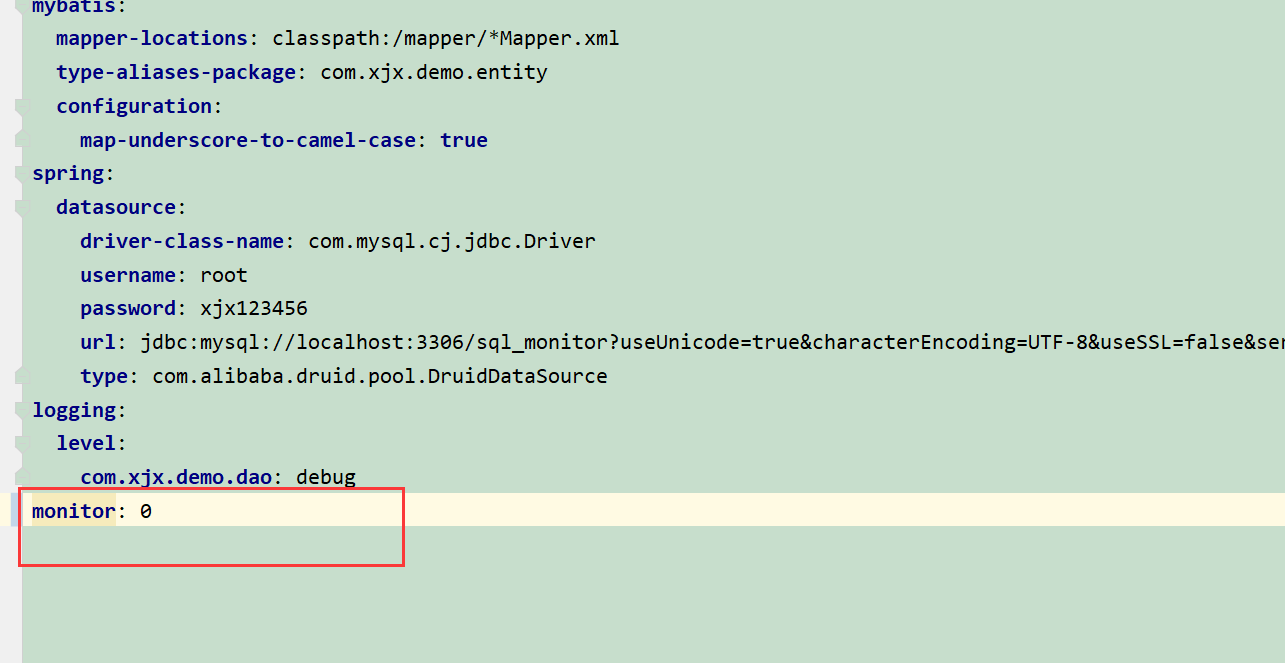 mybatis:
mapper-locations: classpath:/mapper/*Mapper.xml
type-aliases-package: com.xjx.demo.entity
configuration:
map-underscore-to-camel-case: true
spring:
datasource:
driver-class-name: com.mysql.cj.jdbc.Driver
username: root
password: xjx123456
url: jdbc:mysql://localhost:3306/sql_monitor?useUnicode=true&characterEncoding=UTF-8&useSSL=false&ser
type: com.alibaba.druid.pool.DruidDataSource
logging:
level:
com.xjx.demo.dao: debug
monitor: 0